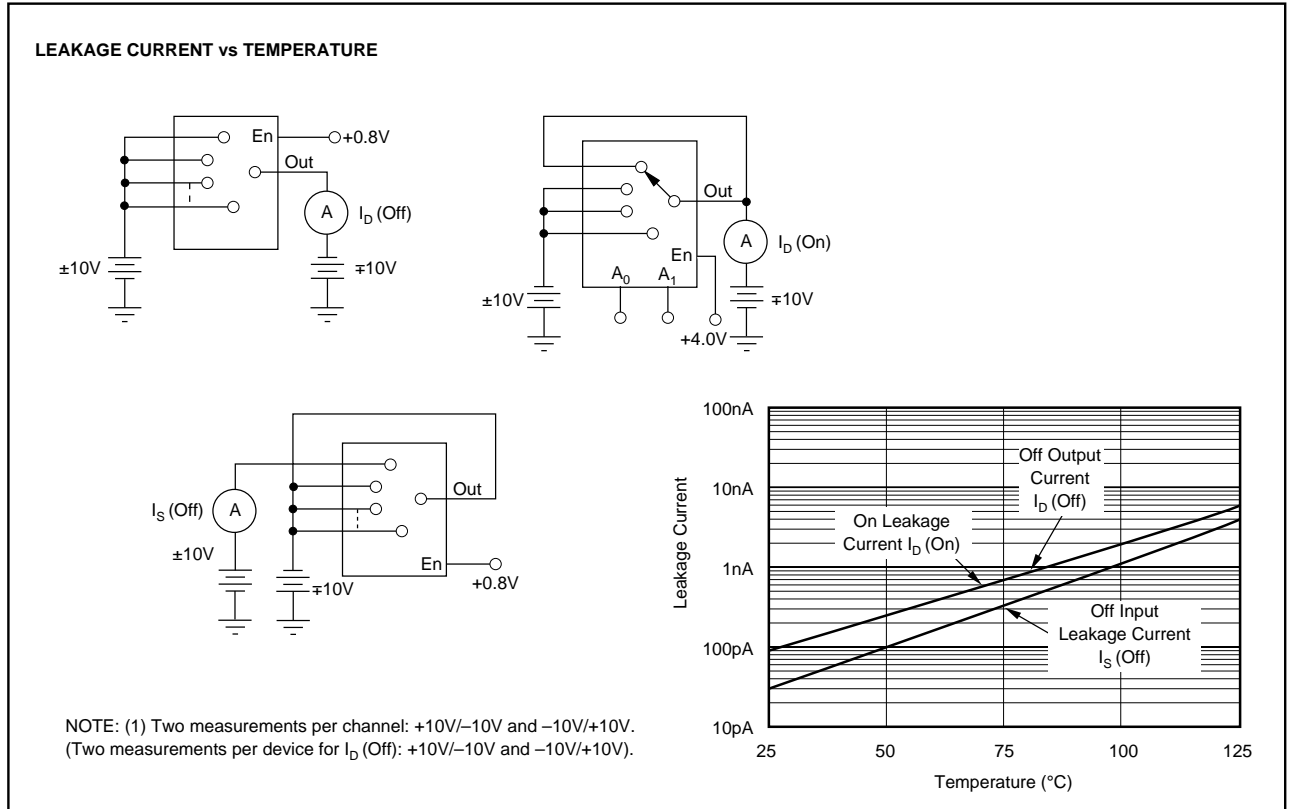 LEAKAGE CURRENT vs TEMPERATURE
En
+0.8V
Out
A
I_D (Off)
±10V
∓10V
Out
A
I_D (On)
En
A_0
A_1
±10V
∓10V
+4.0V
I_S (Off)
A
Out
±10V
∓10V
En
+0.8V
Leakage Current
100nA
10nA
1nA
100pA
10pA
Off Output
Current
I_D (Off)
On Leakage
Current I_D (On)
Off Input
Leakage Current
I_S (Off)
25
50
75
100
125
Temperature (°C)
NOTE: (1) Two measurements per channel: +10V/–10V and –10V/+10V.
(Two measurements per device for I_D (Off): +10V/–10V and –10V/+10V).